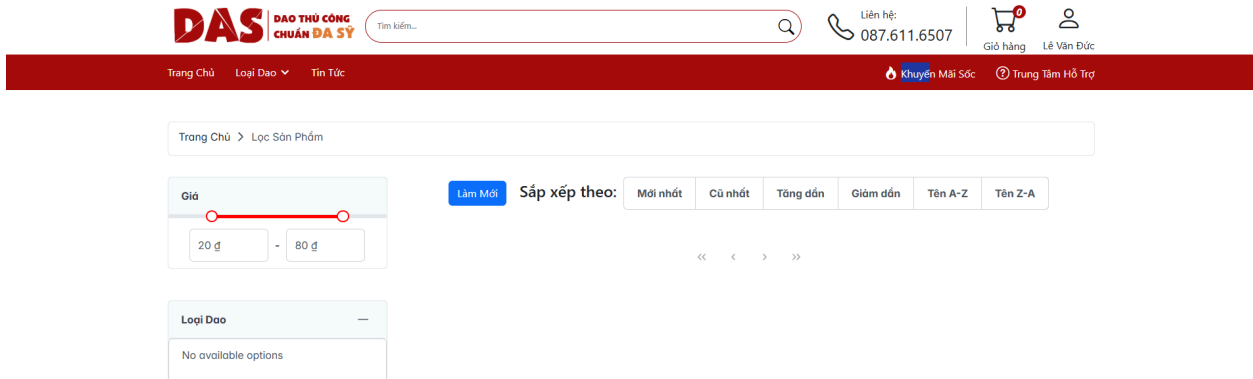 DAS DAO THỦ CÔNG
CHUẨN ĐA SỸ
Tìm kiếm...
Liên hệ:
087.611.6507
0
Giỏ hàng
Lê Văn Đức
Trang Chủ Loại Dao Tin Tức
Khuyến Mãi Sốc Trung Tâm Hỗ Trợ
Trang Chủ > Lọc Sản Phẩm
Giá
20 ₫ - 80 ₫
Làm Mới Sắp xếp theo: Mới nhất Cũ nhất Tăng dần Giảm dần Tên A-Z Tên Z-A
« ‹ › »
Loại Dao —
No available options